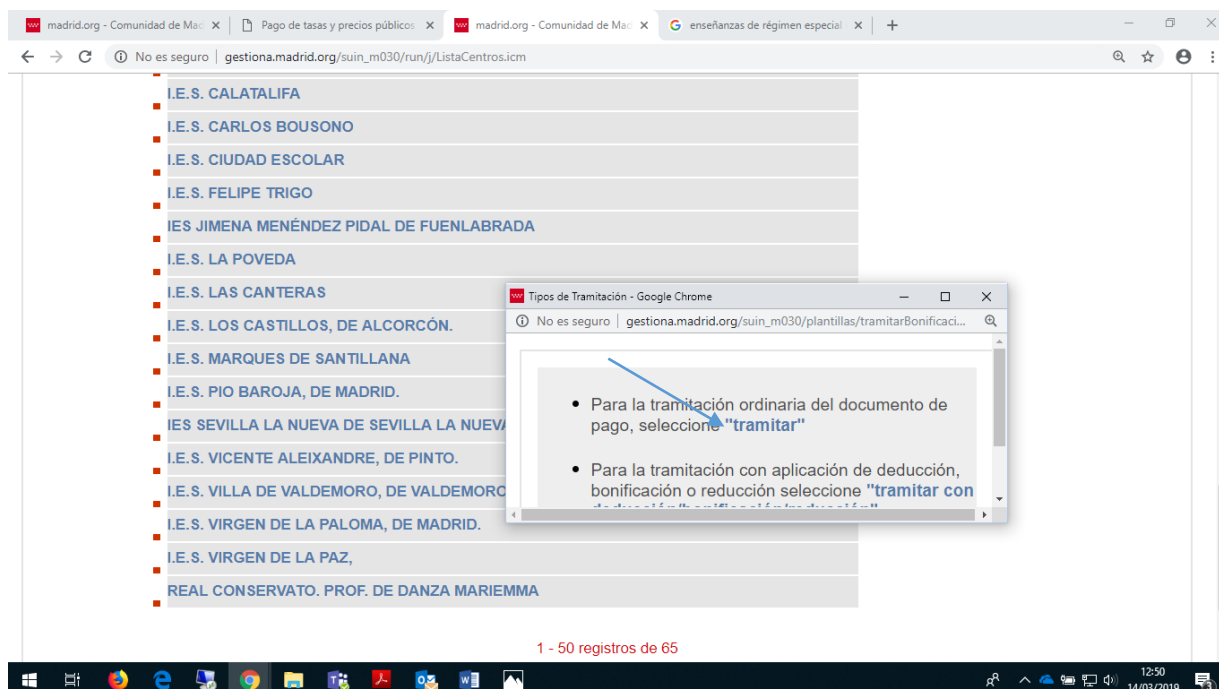 madrid.org - Comunidad de Mad
Pago de tasas y precios públicos
madrid.org - Comunidad de Mad
enseñanzas de régimen especial
No es seguro | gestiona.madrid.org/suin_m030/run/j/ListaCentros.icm
I.E.S. CALATALIFA
I.E.S. CARLOS BOUSONO
I.E.S. CIUDAD ESCOLAR
I.E.S. FELIPE TRIGO
IES JIMENA MENÉNDEZ PIDAL DE FUENLABRADA
I.E.S. LA POVEDA
I.E.S. LAS CANTERAS
I.E.S. LOS CASTILLOS, DE ALCORCÓN.
I.E.S. MARQUES DE SANTILLANA
I.E.S. PIO BAROJA, DE MADRID.
IES SEVILLA LA NUEVA DE SEVILLA LA NUEVA
I.E.S. VICENTE ALEIXANDRE, DE PINTO.
I.E.S. VILLA DE VALDEMORO, DE VALDEMORO
I.E.S. VIRGEN DE LA PALOMA, DE MADRID.
I.E.S. VIRGEN DE LA PAZ,
REAL CONSERVATO. PROF. DE DANZA MARIEMMA
Tipos de Tramitación - Google Chrome
No es seguro | gestiona.madrid.org/suin_m030/plantillas/tramitarBonificaci...
Para la tramitación ordinaria del documento de
pago, seleccione "tramitar"
Para la tramitación con aplicación de deducción,
bonificación o reducción seleccione "tramitar con
deducción/bonificación/reducción"
1 - 50 registros de 65
12:50
14/03/2019